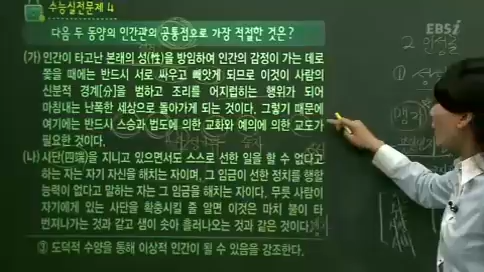 수능실전문제 4
EBSi
다음 두 동양의 인간관의 공통점으로 가장 적절한 것은?
(가) 인간이 타고난 본래의 성(性)을 방임하여 인간의 감정이 가는 데로
쫓을 때에는 반드시 서로 싸우고 빼앗게 되므로 이것이 사람의
신분적 경계[分]을 범하고 조리를 어지럽히는 행위가 되어
마침내는 난폭한 세상으로 돌아가게 되는 것이다. 그렇기 때문에
여기에는 반드시 스승과 법도에 의한 교화와 예의에 의한 교도가
필요한 것이다.
(나) 사단(四端)을 지니고 있으면서도 스스로 선한 일을 할 수 없다고
하는 자는 자기 자신을 해치는 자이며, 그 임금이 선한 정치를 행할
능력이 없다고 말하는 자는 그 임금을 해치는 자이다. 무릇 사람이
자기에게 있는 사단을 확충시킬 줄 알면 이것은 마치 불이 타
번져나가는 것과 같고 샘이 솟아 흘러나오는 것과 같은 것이다.
③ 도덕적 수양을 통해 이상적 인간이 될 수 있음을 강조한다.
2
①
맹자